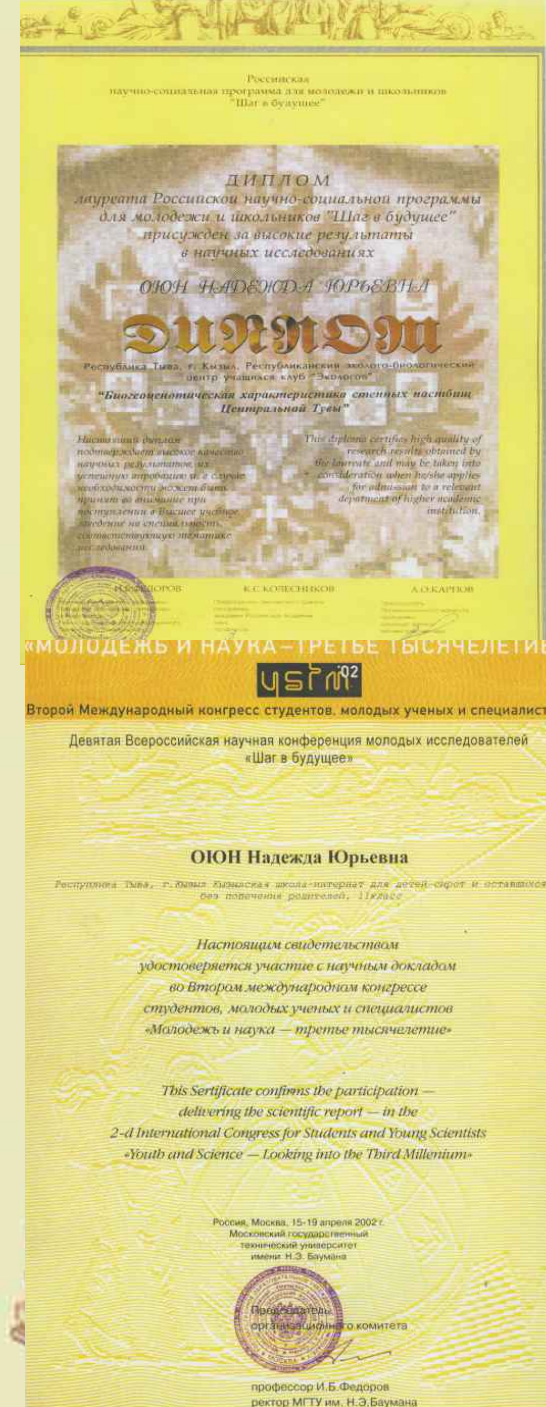 Российская
научно-социальная программа для молодежи и школьников
"Шаг в будущее"
ДИПЛОМ
лауреата Российской научно-социальной программы
для молодежи и школьников "Шаг в будущее"
присужден за высокие результаты
в научных исследованиях
ОЮН НАДЕЖДА ЮРЬЕВНА
ДИПЛОМ
Республика Тыва, г. Кызыл, Республиканский эколого-биологический
центр учащихся клуб "Экологов"
"Биогеоценотическая характеристика степных пастбищ
Центральной Тувы"
Настоящий диплом
подтверждает высокое качество
научных результатов, их
успешную апробацию и в случае
необходимости может быть
принят во внимание при
поступлении в Высшее учебное
заведение на специальность,
соответствующую тематике
исследований.
This diploma certifies high quality of
research results obtained by
the laureate and may be taken into
consideration when he/she applies
for admission to a relevant
depatment of higher academic
institution.
И.Б.ФЕДОРОВ
К.С.КОЛЕСНИКОВ
А.О.КАРПОВ
«МОЛОДЕЖЬ И НАУКА – ТРЕТЬЕ ТЫСЯЧЕЛЕТИЕ
ysтm'02
Второй Международный конгресс студентов, молодых ученых и специалист
Девятая Всероссийская научная конференция молодых исследователей
«Шаг в будущее»
ОЮН Надежда Юрьевна
Республика Тыва, г.Кызыл Кызылская школа-интернат для детей-сирот и оставшихся
без попечения родителей, 11класс
Настоящим свидетельством
удостоверяется участие с научным докладом
во Втором международном конгрессе
студентов, молодых ученых и специалистов
«Молодежь и наука — третье тысячелетие»
This Sertificate confirms the participation —
delivering the scientific report — in the
2-d International Congress for Students and Young Scientists
«Youth and Science — Looking into the Third Millenium»
Россия, Москва, 15-19 апреля 2002 г.
Московский государственный
технический университет
имени Н.Э. Баумана
Председатель
организационного комитета
профессор И.Б.Федоров
ректор МГТУ им. Н.Э.Баумана